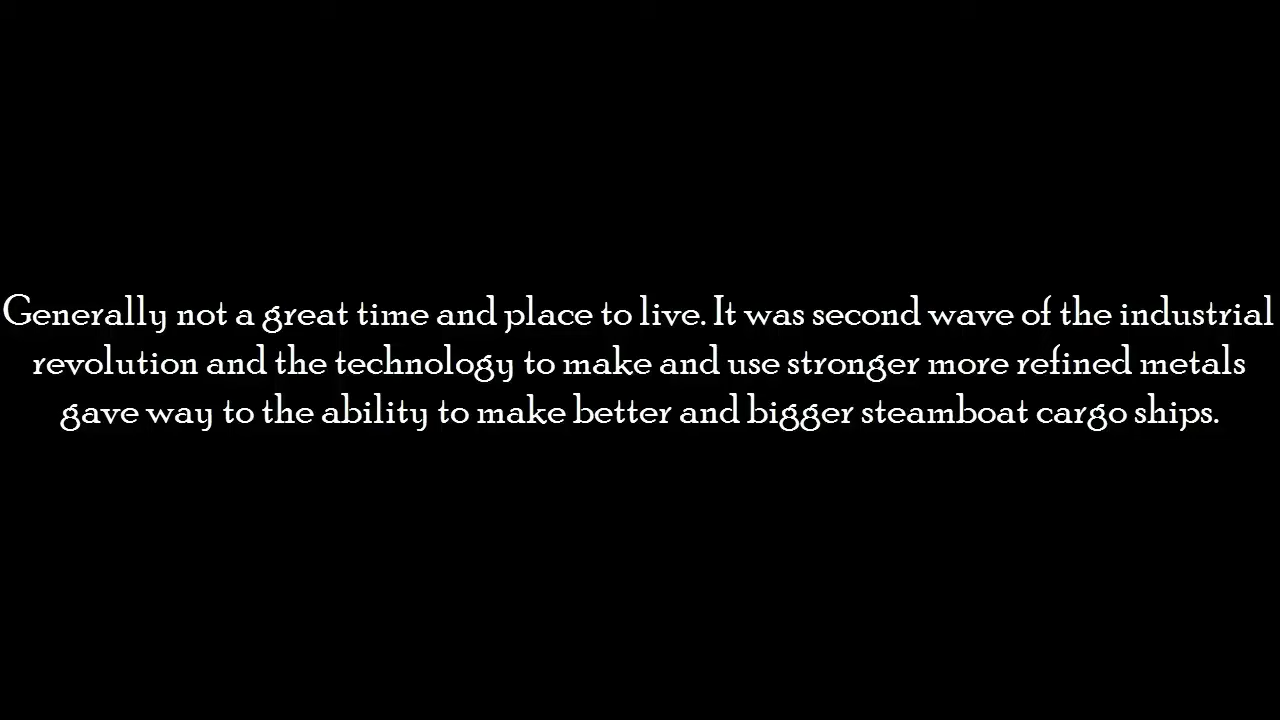 Generally not a great time and place to live. It was second wave of the industrial
revolution and the technology to make and use stronger more refined metals
gave way to the ability to make better and bigger steamboat cargo ships.